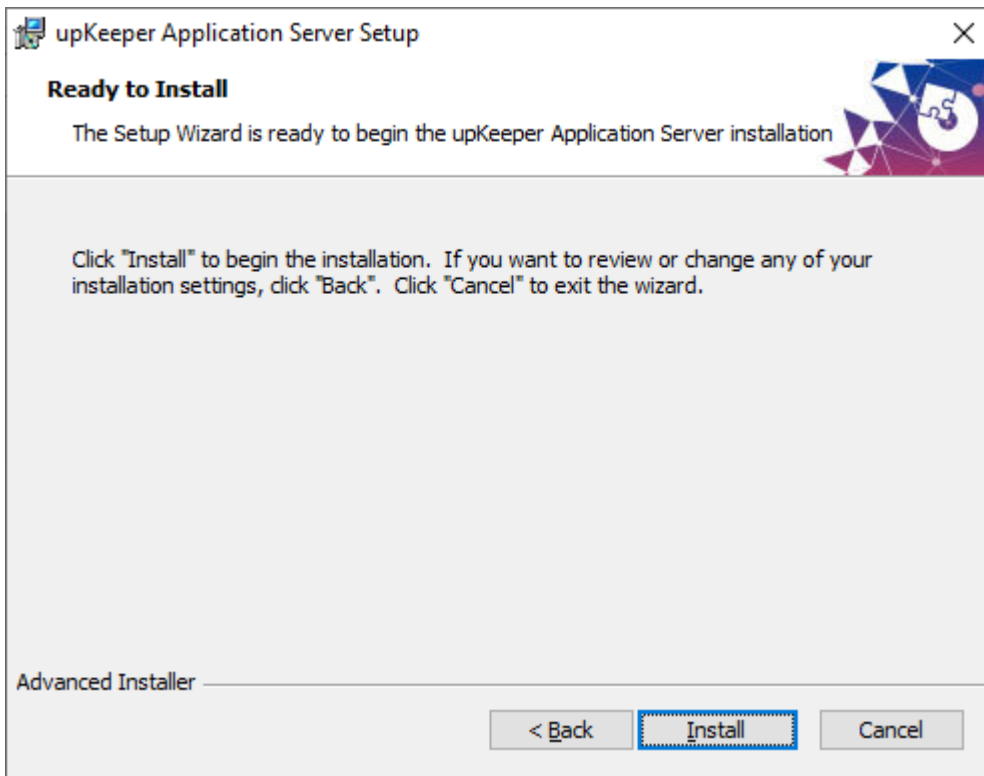 upKeeper Application Server Setup
Ready to Install
The Setup Wizard is ready to begin the upKeeper Application Server installation
Click "Install" to begin the installation.  If you want to review or change any of your
installation settings, click "Back".  Click "Cancel" to exit the wizard.
Advanced Installer
< Back
Install
Cancel